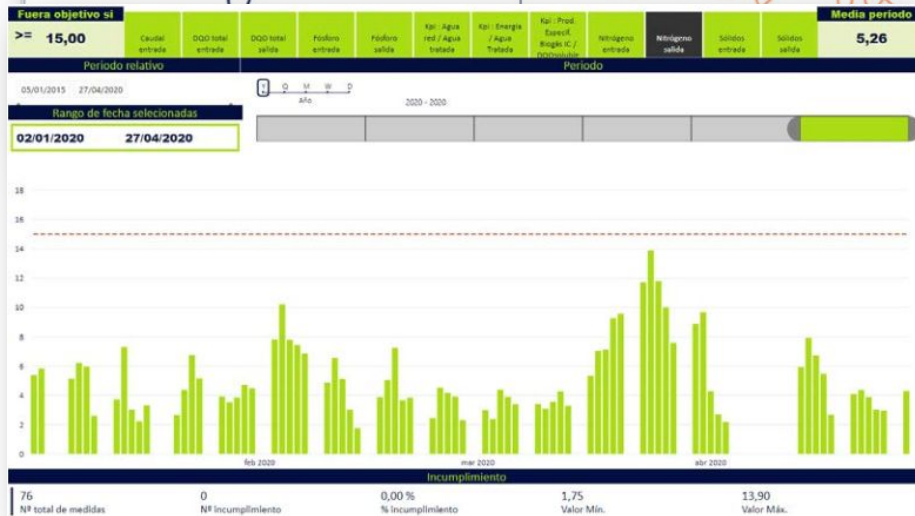 Fuera objetivo si
>= 15,00
Caudal entrada
DQO total entrada
DQO total salida
Fósforo entrada
Fósforo salida
Kpi : Agua red / Agua tratada
Kpi : Energía / Agua Tratada
Kpi : Prod. Específ. Biogás IC / DQOsoluble
Nitrógeno entrada
Nitrógeno salida
Sólidos entrada
Sólidos salida
Media periodo
5,26
Periodo relativo
Periodo
05/01/2015 27/04/2020
Y Q M W D
Año
2020 - 2020
Rango de fecha selecionadas
02/01/2020 27/04/2020
18
16
14
12
10
8
6
4
2
0
feb 2020 mar 2020 abr 2020
Incumplimiento
76 0 0,00 % 1,75 13,90
Nº total de medidas Nº incumplimiento % incumplimiento Valor Mín. Valor Máx.